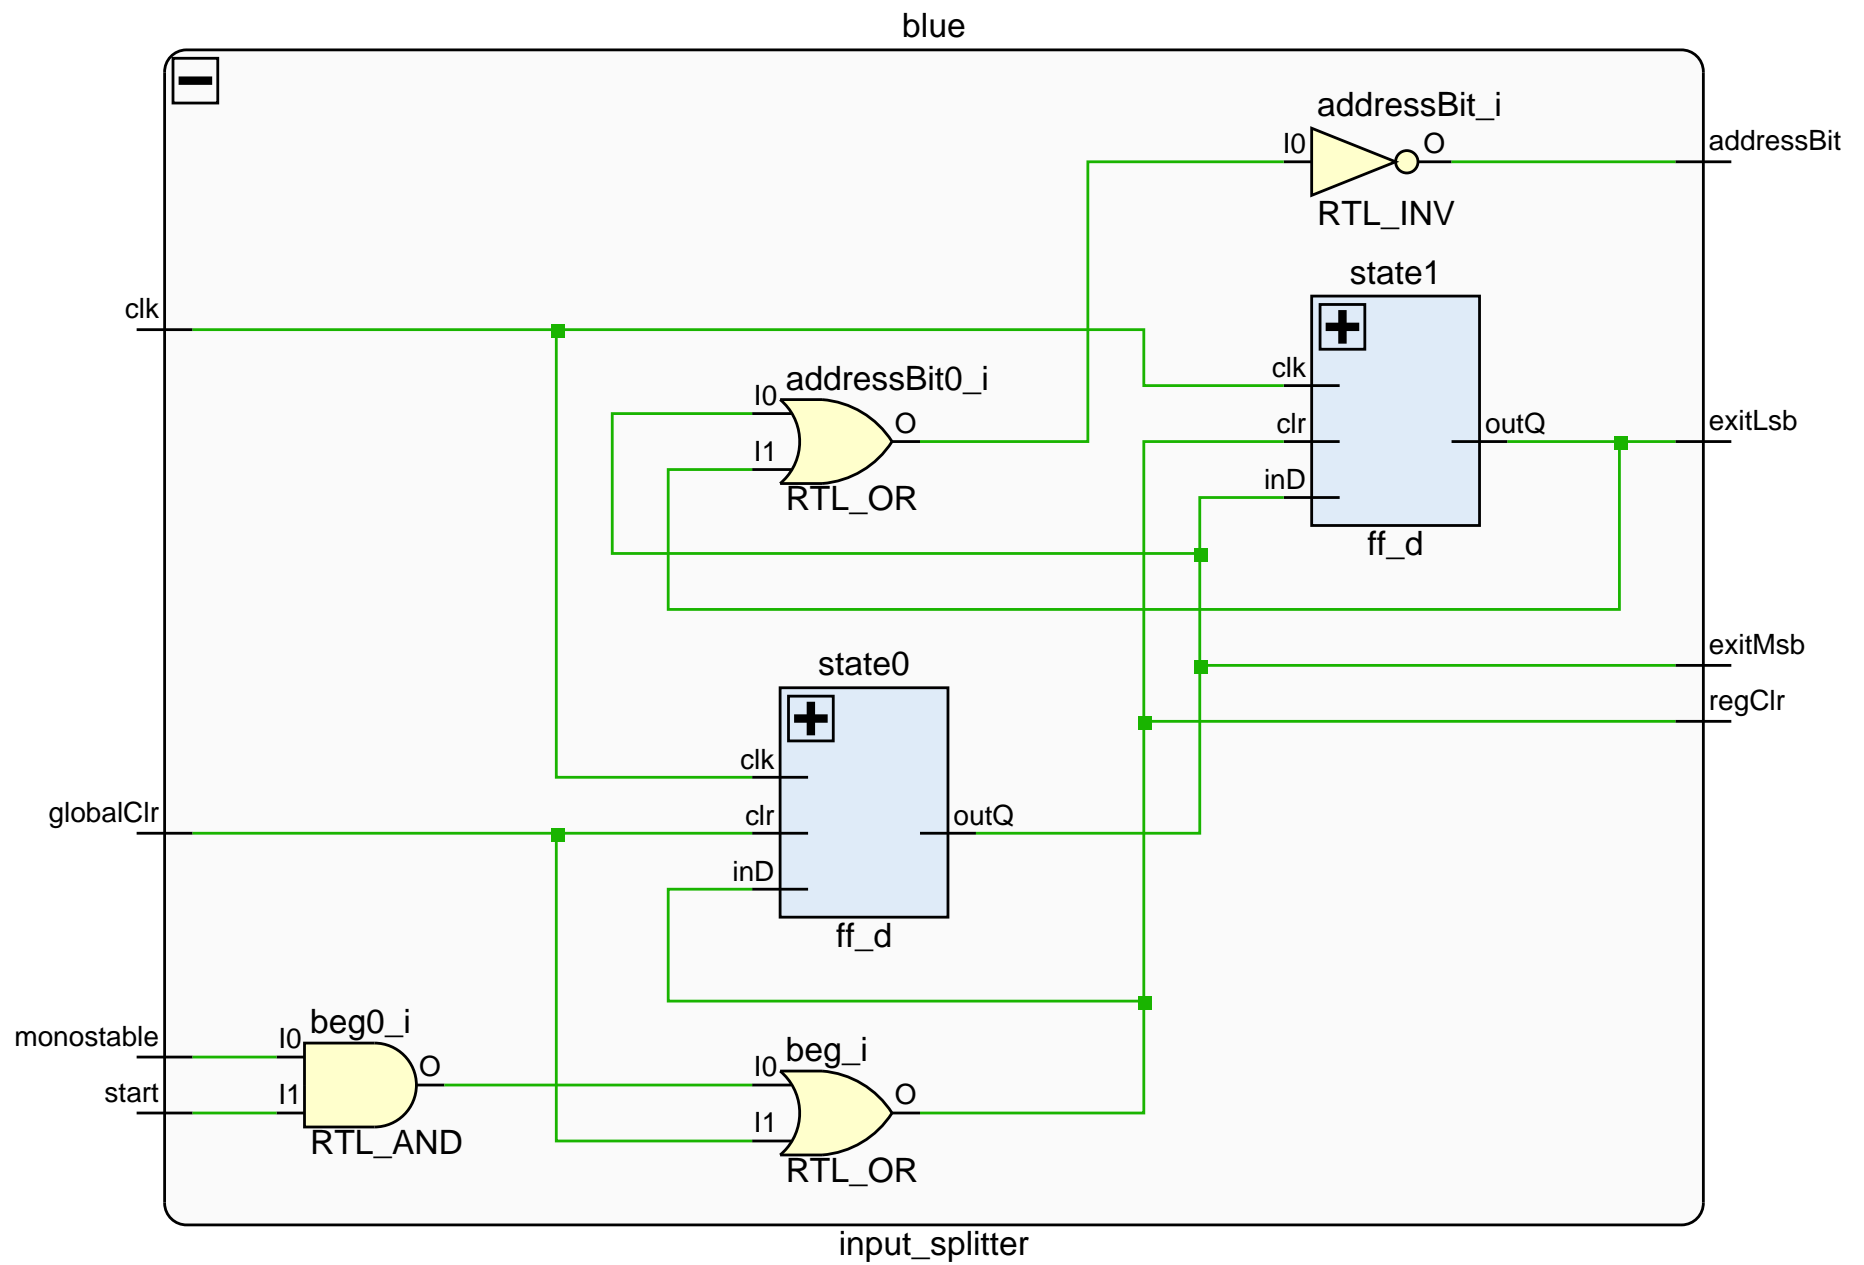 blue
addressBit_i
I0
O
addressBit
RTL_INV
state1
clk
clk
addressBit0_i
I0
O
I1
RTL_OR
clr
outQ
exitLsb
inD
ff_d
state0
exitMsb
regClr
clk
globalClr
clr
outQ
inD
ff_d
monostable
beg0_i
I0
O
start
I1
RTL_AND
beg_i
I0
O
I1
RTL_OR
input_splitter